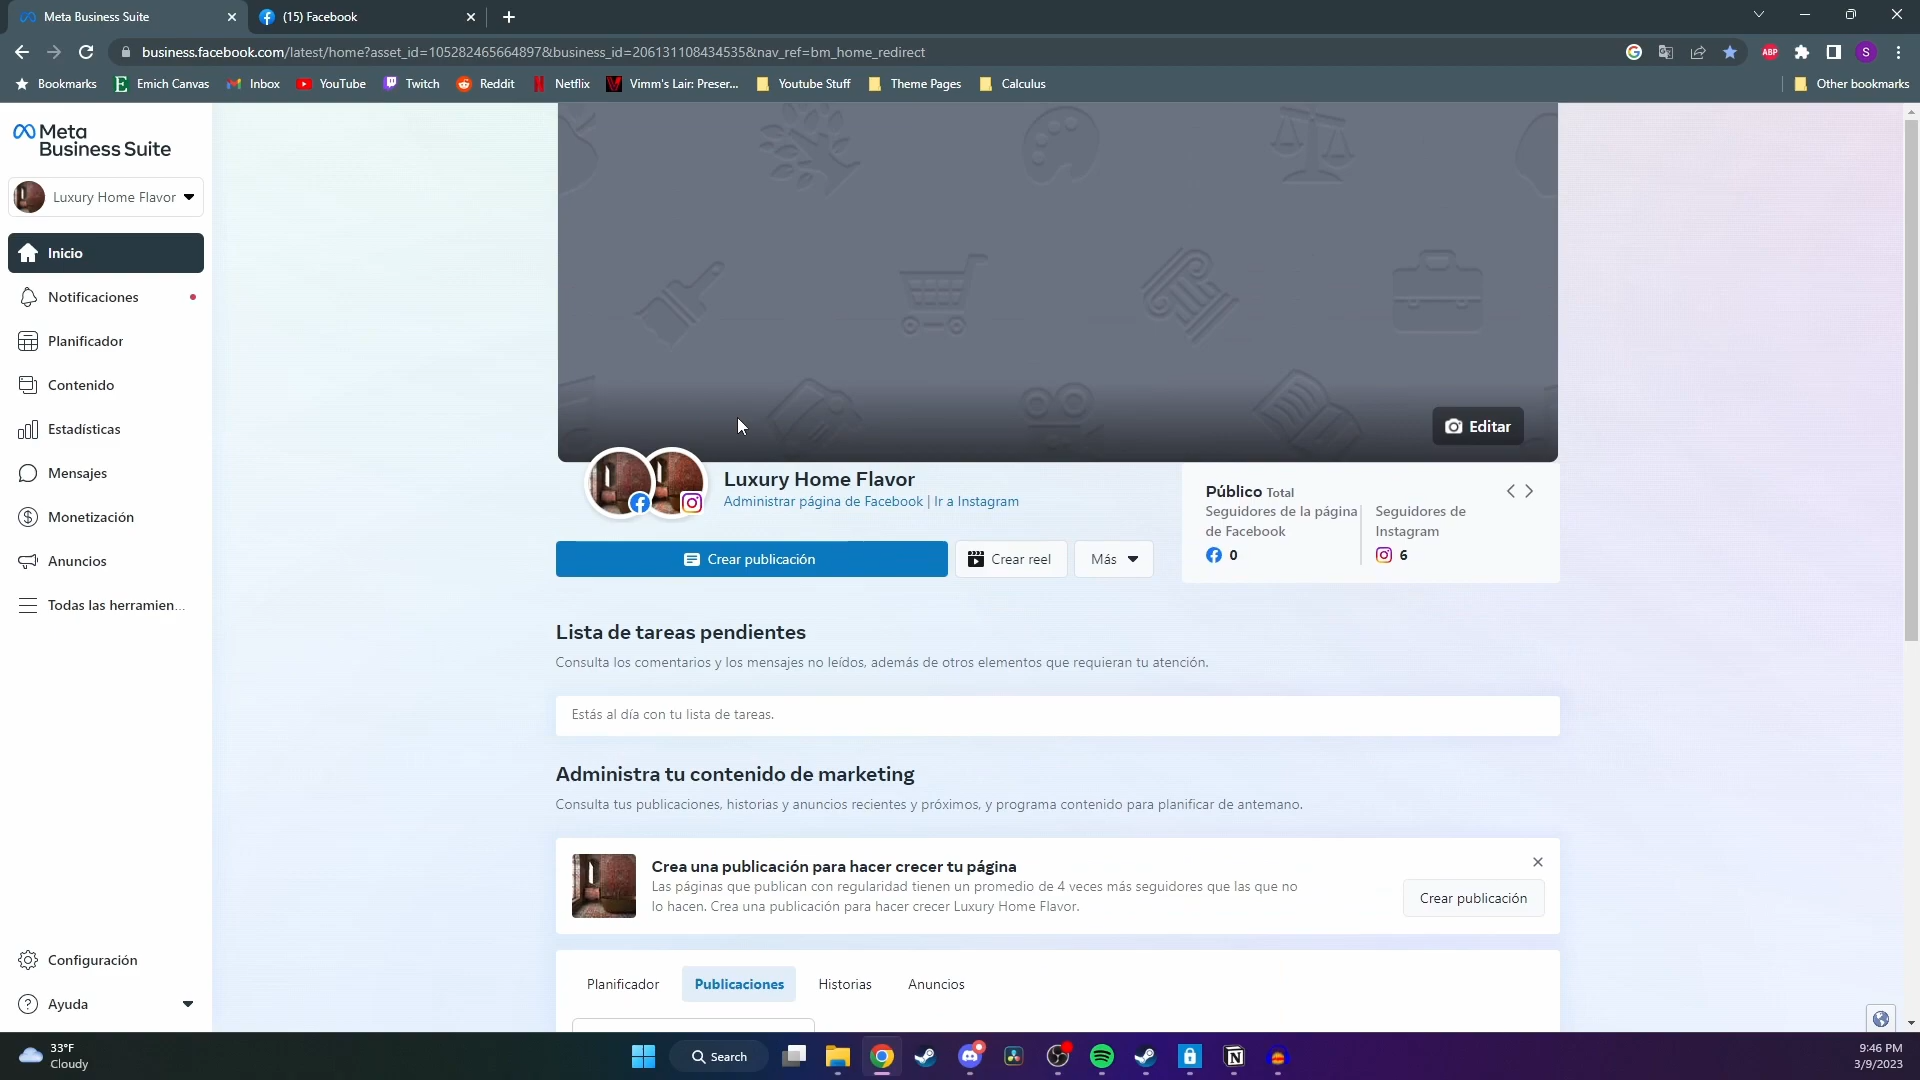 Meta Business Suite
(15) Facebook
business.facebook.com/latest/home?asset_id=105282465664897&business_id=206131108434535&nav_ref=bm_home_redirect
ABP
S
Bookmarks
Emich Canvas
Inbox
YouTube
Twitch
Reddit
Netflix
Vimm's Lair: Preser...
Youtube Stuff
Theme Pages
Calculus
Other bookmarks
Meta
Business Suite
Luxury Home Flavor
Inicio
Notificaciones
Planificador
Contenido
Estadísticas
Mensajes
Monetización
Anuncios
Todas las herramien...
Configuración
Ayuda
Editar
Luxury Home Flavor
Administrar página de Facebook | Ir a Instagram
Crear publicación
Crear reel
Más
Público Total
Seguidores de la página
de Facebook
0
Seguidores de
Instagram
6
Lista de tareas pendientes
Consulta los comentarios y los mensajes no leídos, además de otros elementos que requieran tu atención.
Estás al día con tu lista de tareas.
Administra tu contenido de marketing
Consulta tus publicaciones, historias y anuncios recientes y próximos, y programa contenido para planificar de antemano.
Crea una publicación para hacer crecer tu página
Las páginas que publican con regularidad tienen un promedio de 4 veces más seguidores que las que no
lo hacen. Crea una publicación para hacer crecer Luxury Home Flavor.
Crear publicación
Planificador
Publicaciones
Historias
Anuncios
33°F
Cloudy
Search
9:46 PM
3/9/2023